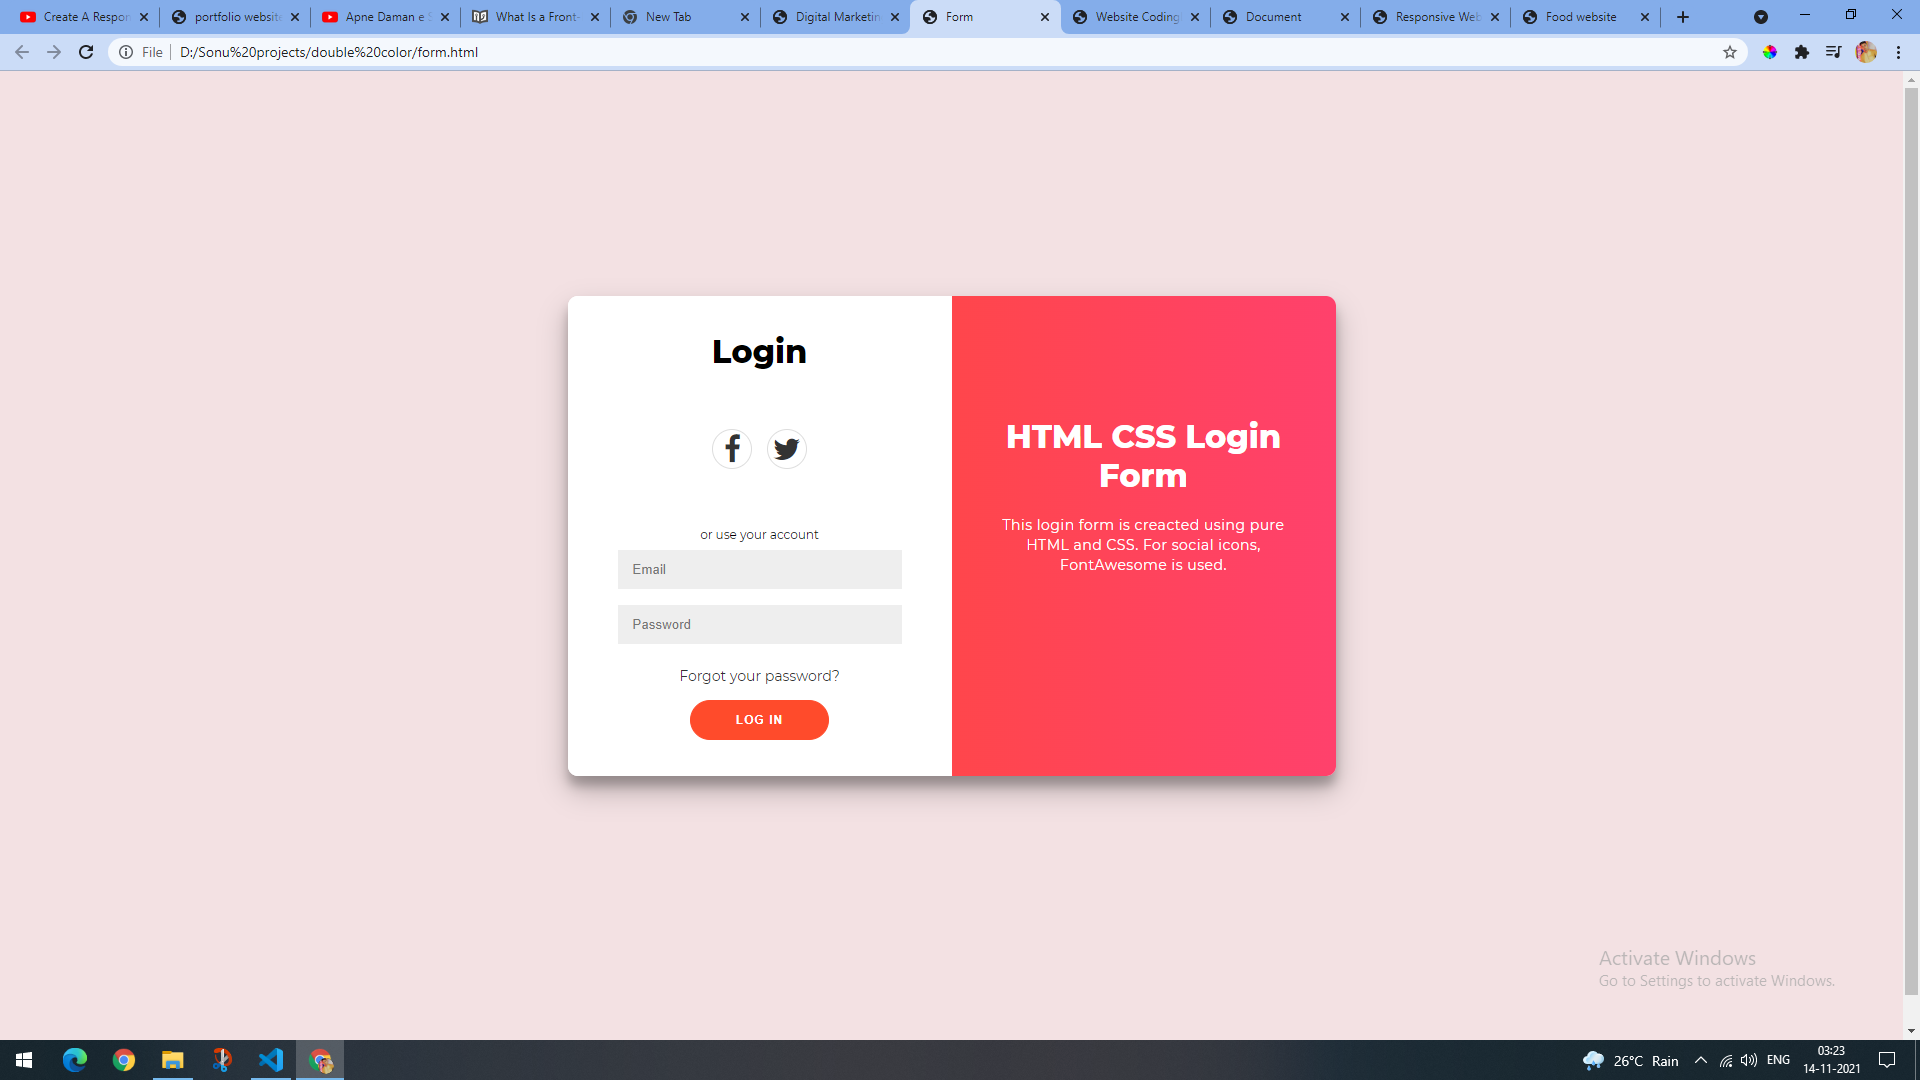 Create A Respon
portfolio website
Apne Daman e S
What Is a Front-
New Tab
Digital Marketin
Form
Website Coding
Document
Responsive Web
Food website
File
D:/Sonu%20projects/double%20color/form.html
Login
or use your account
Email
Password
Forgot your password?
LOG IN
HTML CSS Login
Form
This login form is creacted using pure
HTML and CSS. For social icons,
FontAwesome is used.
Activate Windows
Go to Settings to activate Windows.
26°C Rain
ENG
03:23
14-11-2021